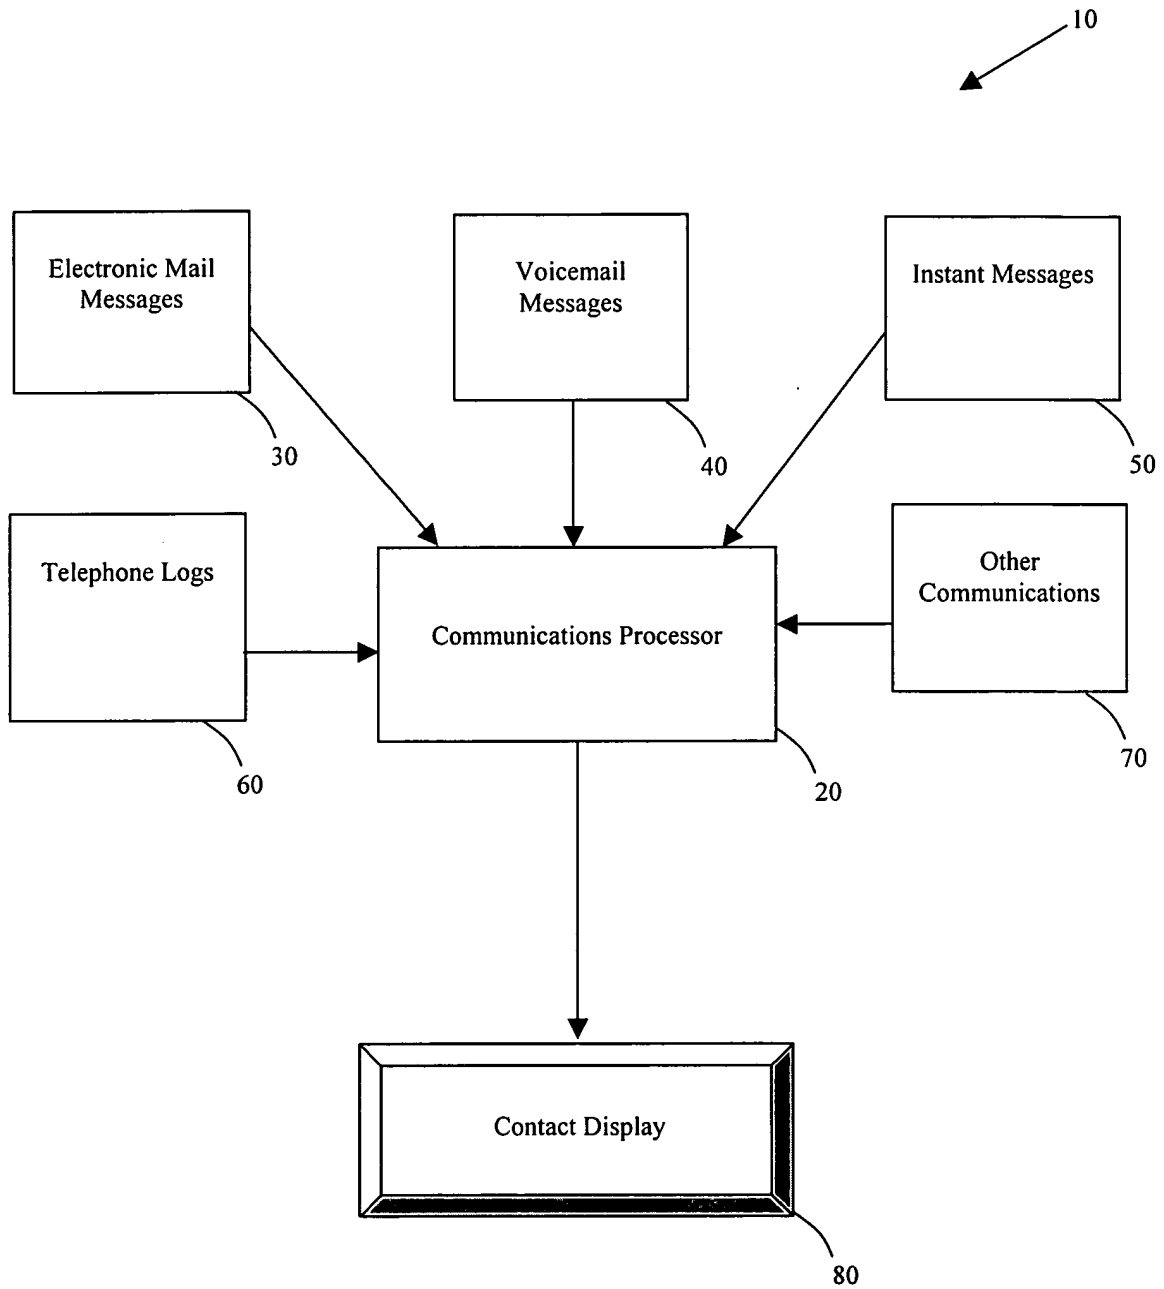 10
Electronic Mail
Messages
Voicemail
Messages
Instant Messages
30
40
50
Telephone Logs
Other
Communications
Communications Processor
60
20
70
Contact Display
80